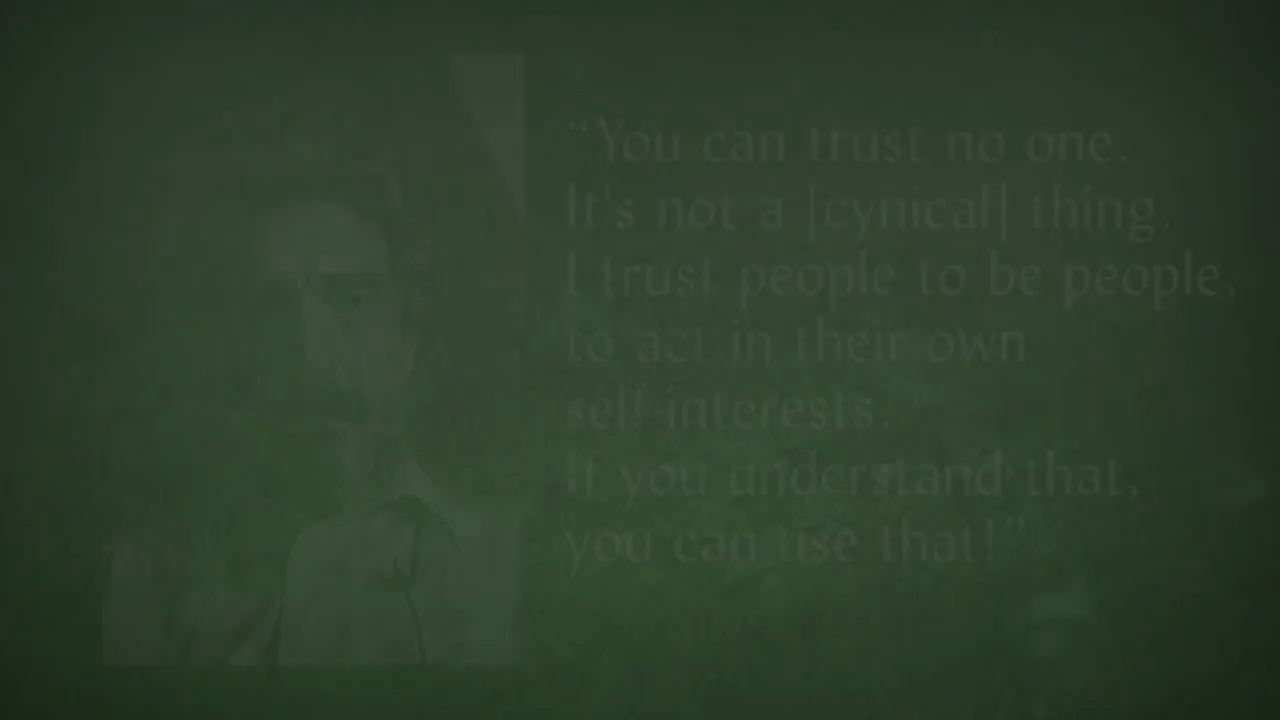 “You can trust no one.
It's not a [cynical] thing.
I trust people to be people,
to act in their own
self-interests.
If you understand that,
you can use that!”